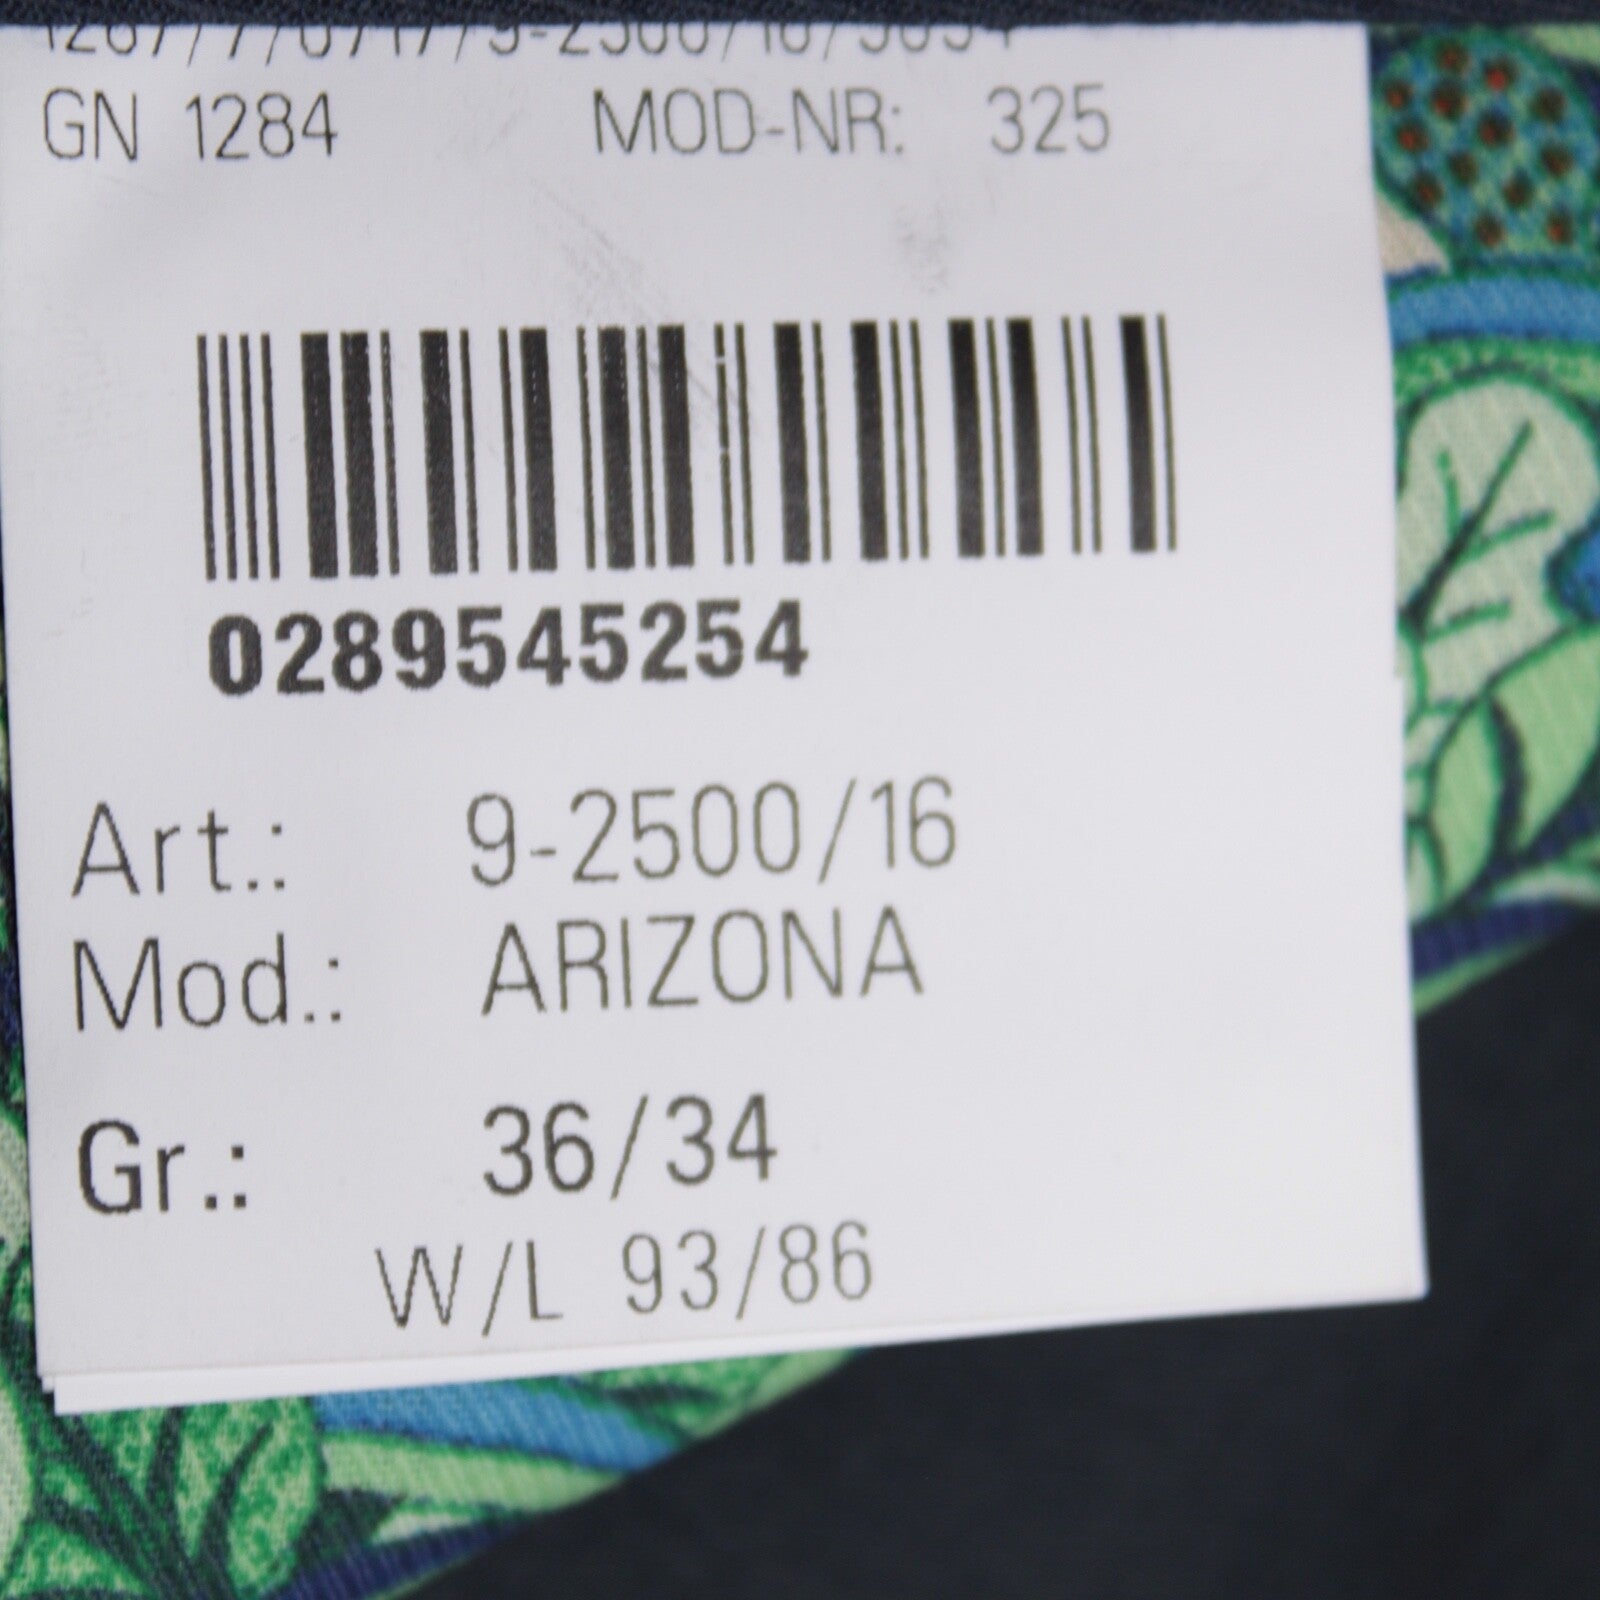 GN 1284 MOD-NR: 325
0289545254
Art.: 9-2500/16
Mod.: ARIZONA
Gr.: 36/34
W/L 93/86